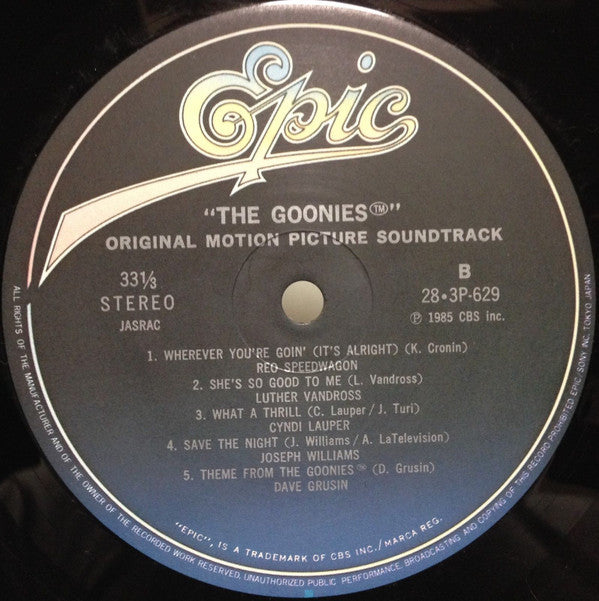 Epic
"THE GOONIES™"
ORIGINAL MOTION PICTURE SOUNDTRACK
33⅓
STEREO
JASRAC
B
28•3P-629
Ⓟ 1985 CBS inc.
1. WHEREVER YOU'RE GOIN' (IT'S ALRIGHT) (K. Cronin)
REO SPEEDWAGON
2. SHE'S SO GOOD TO ME (L. Vandross)
LUTHER VANDROSS
3. WHAT A THRILL (C. Lauper / J. Turi)
CYNDI LAUPER
4. SAVE THE NIGHT (J. Williams / A. LaTelevision)
JOSEPH WILLIAMS
5. THEME FROM THE GOONIES™ (D. Grusin)
DAVE GRUSIN
"EPIC", IS A TRADEMARK OF CBS INC./MARCA REG.
ALL RIGHTS OF THE MANUFACTURER AND OF THE OWNER OF THE RECORDED WORK RESERVED. UNAUTHORIZED PUBLIC PERFORMANCE, BROADCASTING AND COPYING OF THIS RECORD PROHIBITED EPIC/SONY INC. TOKYO JAPAN